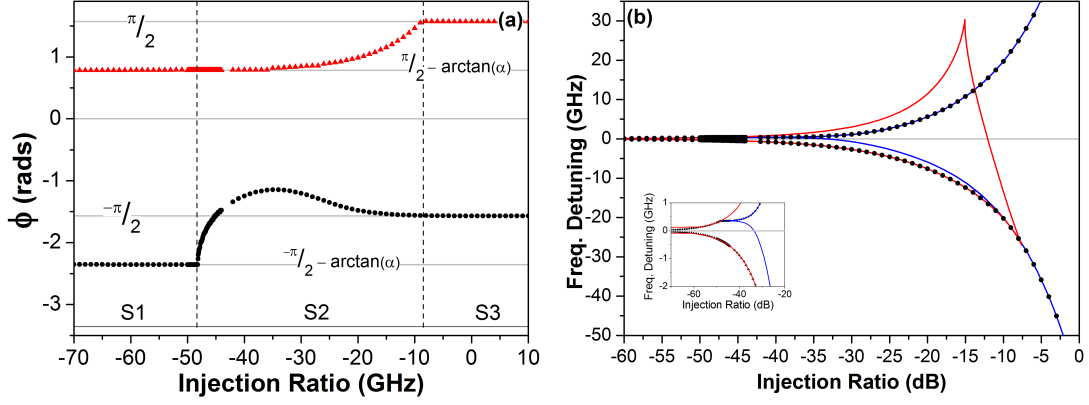 (a)
π/2
π/2 − arctan(α)
-π/2
-π/2 − arctan(α)
S1 S2 S3
ϕ (rads)
1
0
-1
-2
-3
-70 -60 -50 -40 -30 -20 -10 0 10
Injection Ratio (GHz)
(b)
Freq. Detuning (GHz)
30
20
10
0
-10
-20
-30
-40
-50
-60 -55 -50 -45 -40 -35 -30 -25 -20 -15 -10 -5 0
Injection Ratio (dB)
Freq. Detuning (GHz)
1
0
-1
-2
-60 -40 -20
Injection Ratio (dB)